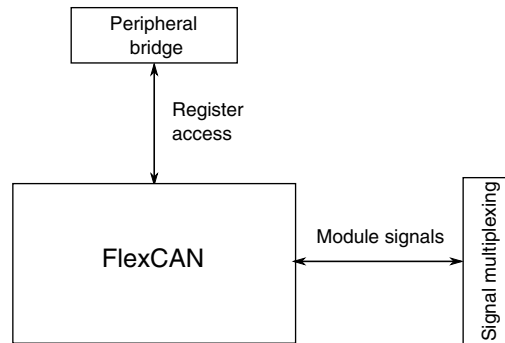 Peripheral
bridge
Register
access
FlexCAN
Module signals
Signal multiplexing